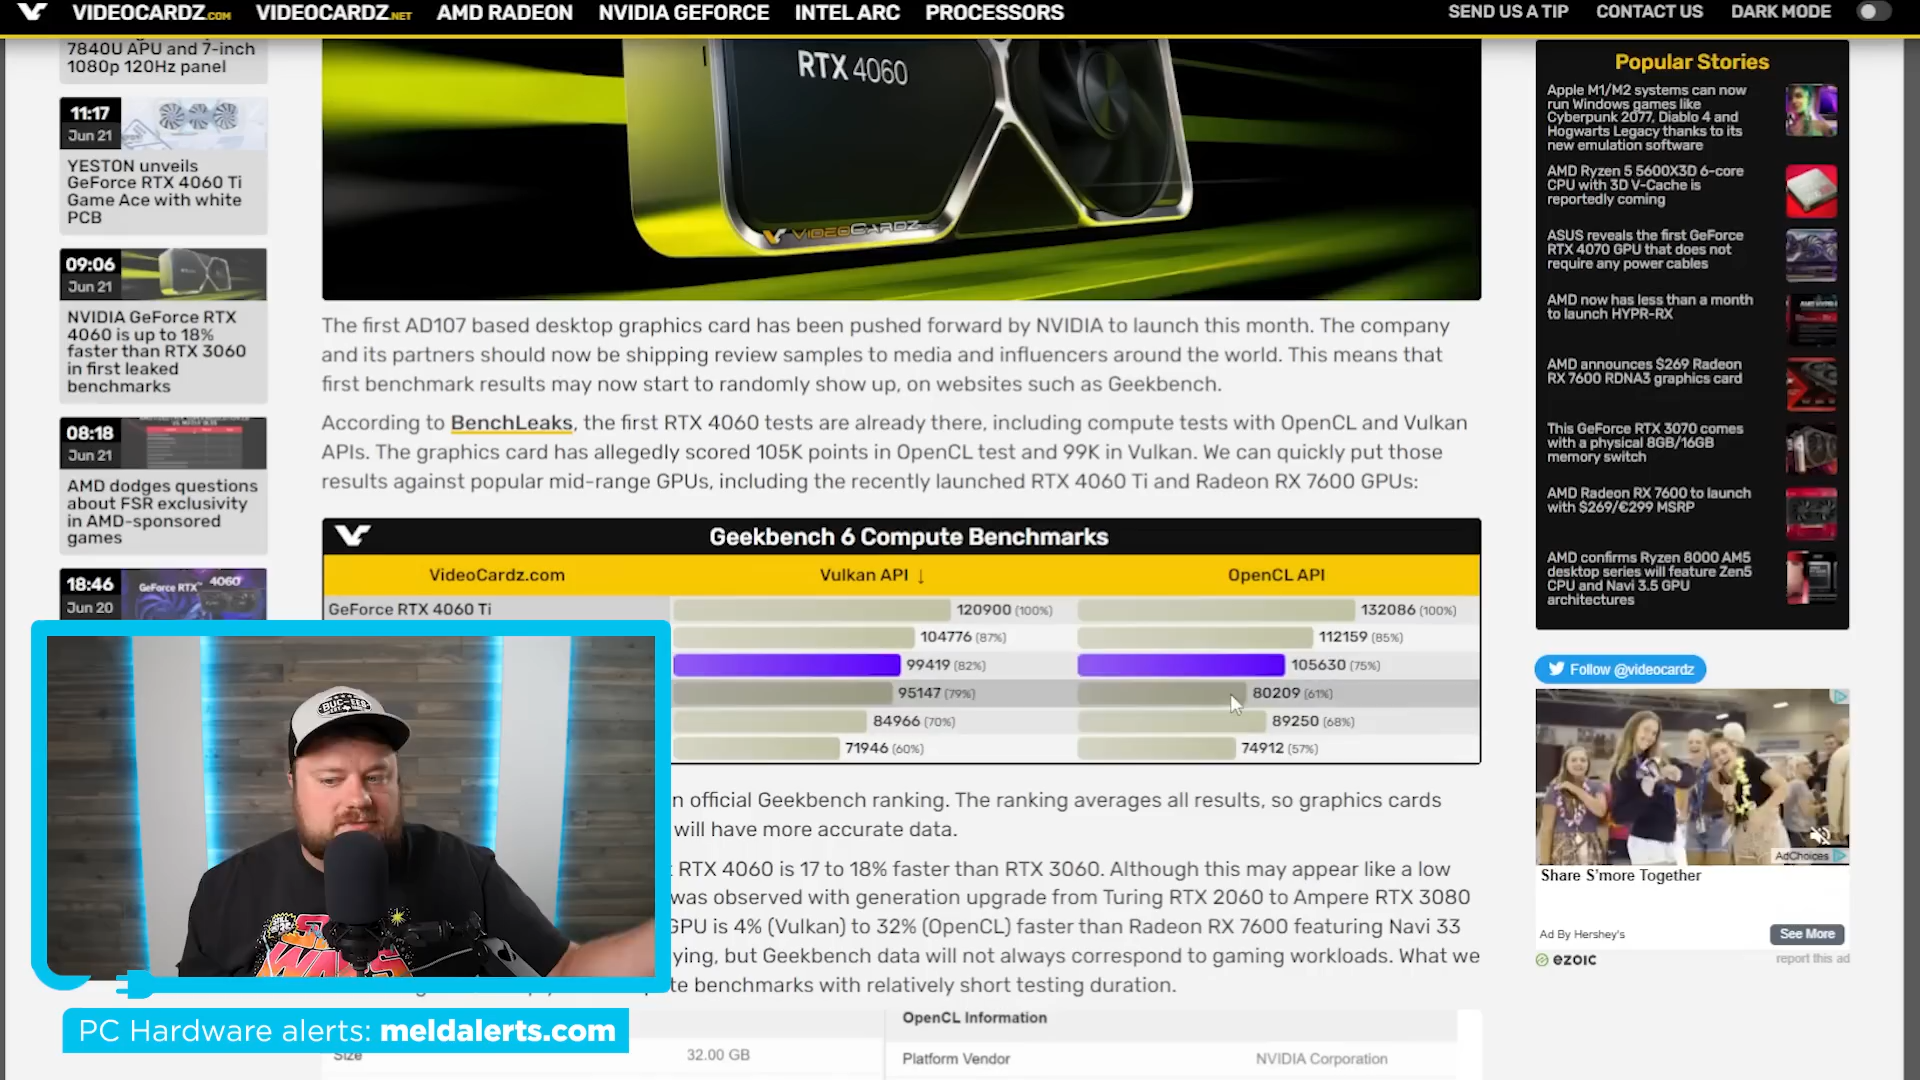 VIDEOCARDZ.COM
VIDEOCARDZ.NET
AMD RADEON
NVIDIA GEFORCE
INTEL ARC
PROCESSORS
SEND US A TIP
CONTACT US
DARK MODE
7840U APU and 7-inch
1080p 120Hz panel
11:17
Jun 21
YESTON unveils
GeForce RTX 4060 Ti
Game Ace with white
PCB
09:06
Jun 21
NVIDIA GeForce RTX
4060 is up to 18%
faster than RTX 3060
in first leaked
benchmarks
08:18
Jun 21
AMD dodges questions
about FSR exclusivity
in AMD-sponsored
games
18:46
Jun 20
GeForce RTX 4060
RTX 4060
VIDEOCARDZ
The first AD107 based desktop graphics card has been pushed forward by NVIDIA to launch this month. The company
and its partners should now be shipping review samples to media and influencers around the world. This means that
first benchmark results may now start to randomly show up, on websites such as Geekbench.
According to BenchLeaks, the first RTX 4060 tests are already there, including compute tests with OpenCL and Vulkan
APIs. The graphics card has allegedly scored 105K points in OpenCL test and 99K in Vulkan. We can quickly put those
results against popular mid-range GPUs, including the recently launched RTX 4060 Ti and Radeon RX 7600 GPUs:
Geekbench 6 Compute Benchmarks
VideoCardz.com Vulkan API ↓ OpenCL API
GeForce RTX 4060 Ti 120900 (100%) 132086 (100%)
104776 (87%) 112159 (85%)
99419 (82%) 105630 (75%)
95147 (79%) 80209 (61%)
84966 (70%) 89250 (68%)
71946 (60%) 74912 (57%)
n official Geekbench ranking. The ranking averages all results, so graphics cards
will have more accurate data.
RTX 4060 is 17 to 18% faster than RTX 3060. Although this may appear like a low
was observed with generation upgrade from Turing RTX 2060 to Ampere RTX 3080
GPU is 4% (Vulkan) to 32% (OpenCL) faster than Radeon RX 7600 featuring Navi 33
ying, but Geekbench data will not always correspond to gaming workloads. What we
te benchmarks with relatively short testing duration.
Size 32.00 GB
OpenCL Information
Platform Vendor NVIDIA Corporation
Popular Stories
Apple M1/M2 systems can now
run Windows games like
Cyberpunk 2077, Diablo 4 and
Hogwarts Legacy thanks to its
new emulation software
AMD Ryzen 5 5600X3D 6-core
CPU with 3D V-Cache is
reportedly coming
ASUS reveals the first GeForce
RTX 4070 GPU that does not
require any power cables
AMD now has less than a month
to launch HYPR-RX
AMD announces $269 Radeon
RX 7600 RDNA3 graphics card
This GeForce RTX 3070 comes
with a physical 8GB/16GB
memory switch
AMD Radeon RX 7600 to launch
with $269/€299 MSRP
AMD confirms Ryzen 8000 AM5
desktop series will feature Zen5
CPU and Navi 3.5 GPU
architectures
Follow @videocardz
AdChoices
Share S'more Together
Ad By Hershey's
See More
ezoic
report this ad
BUC-EES
PC Hardware alerts: meldalerts.com